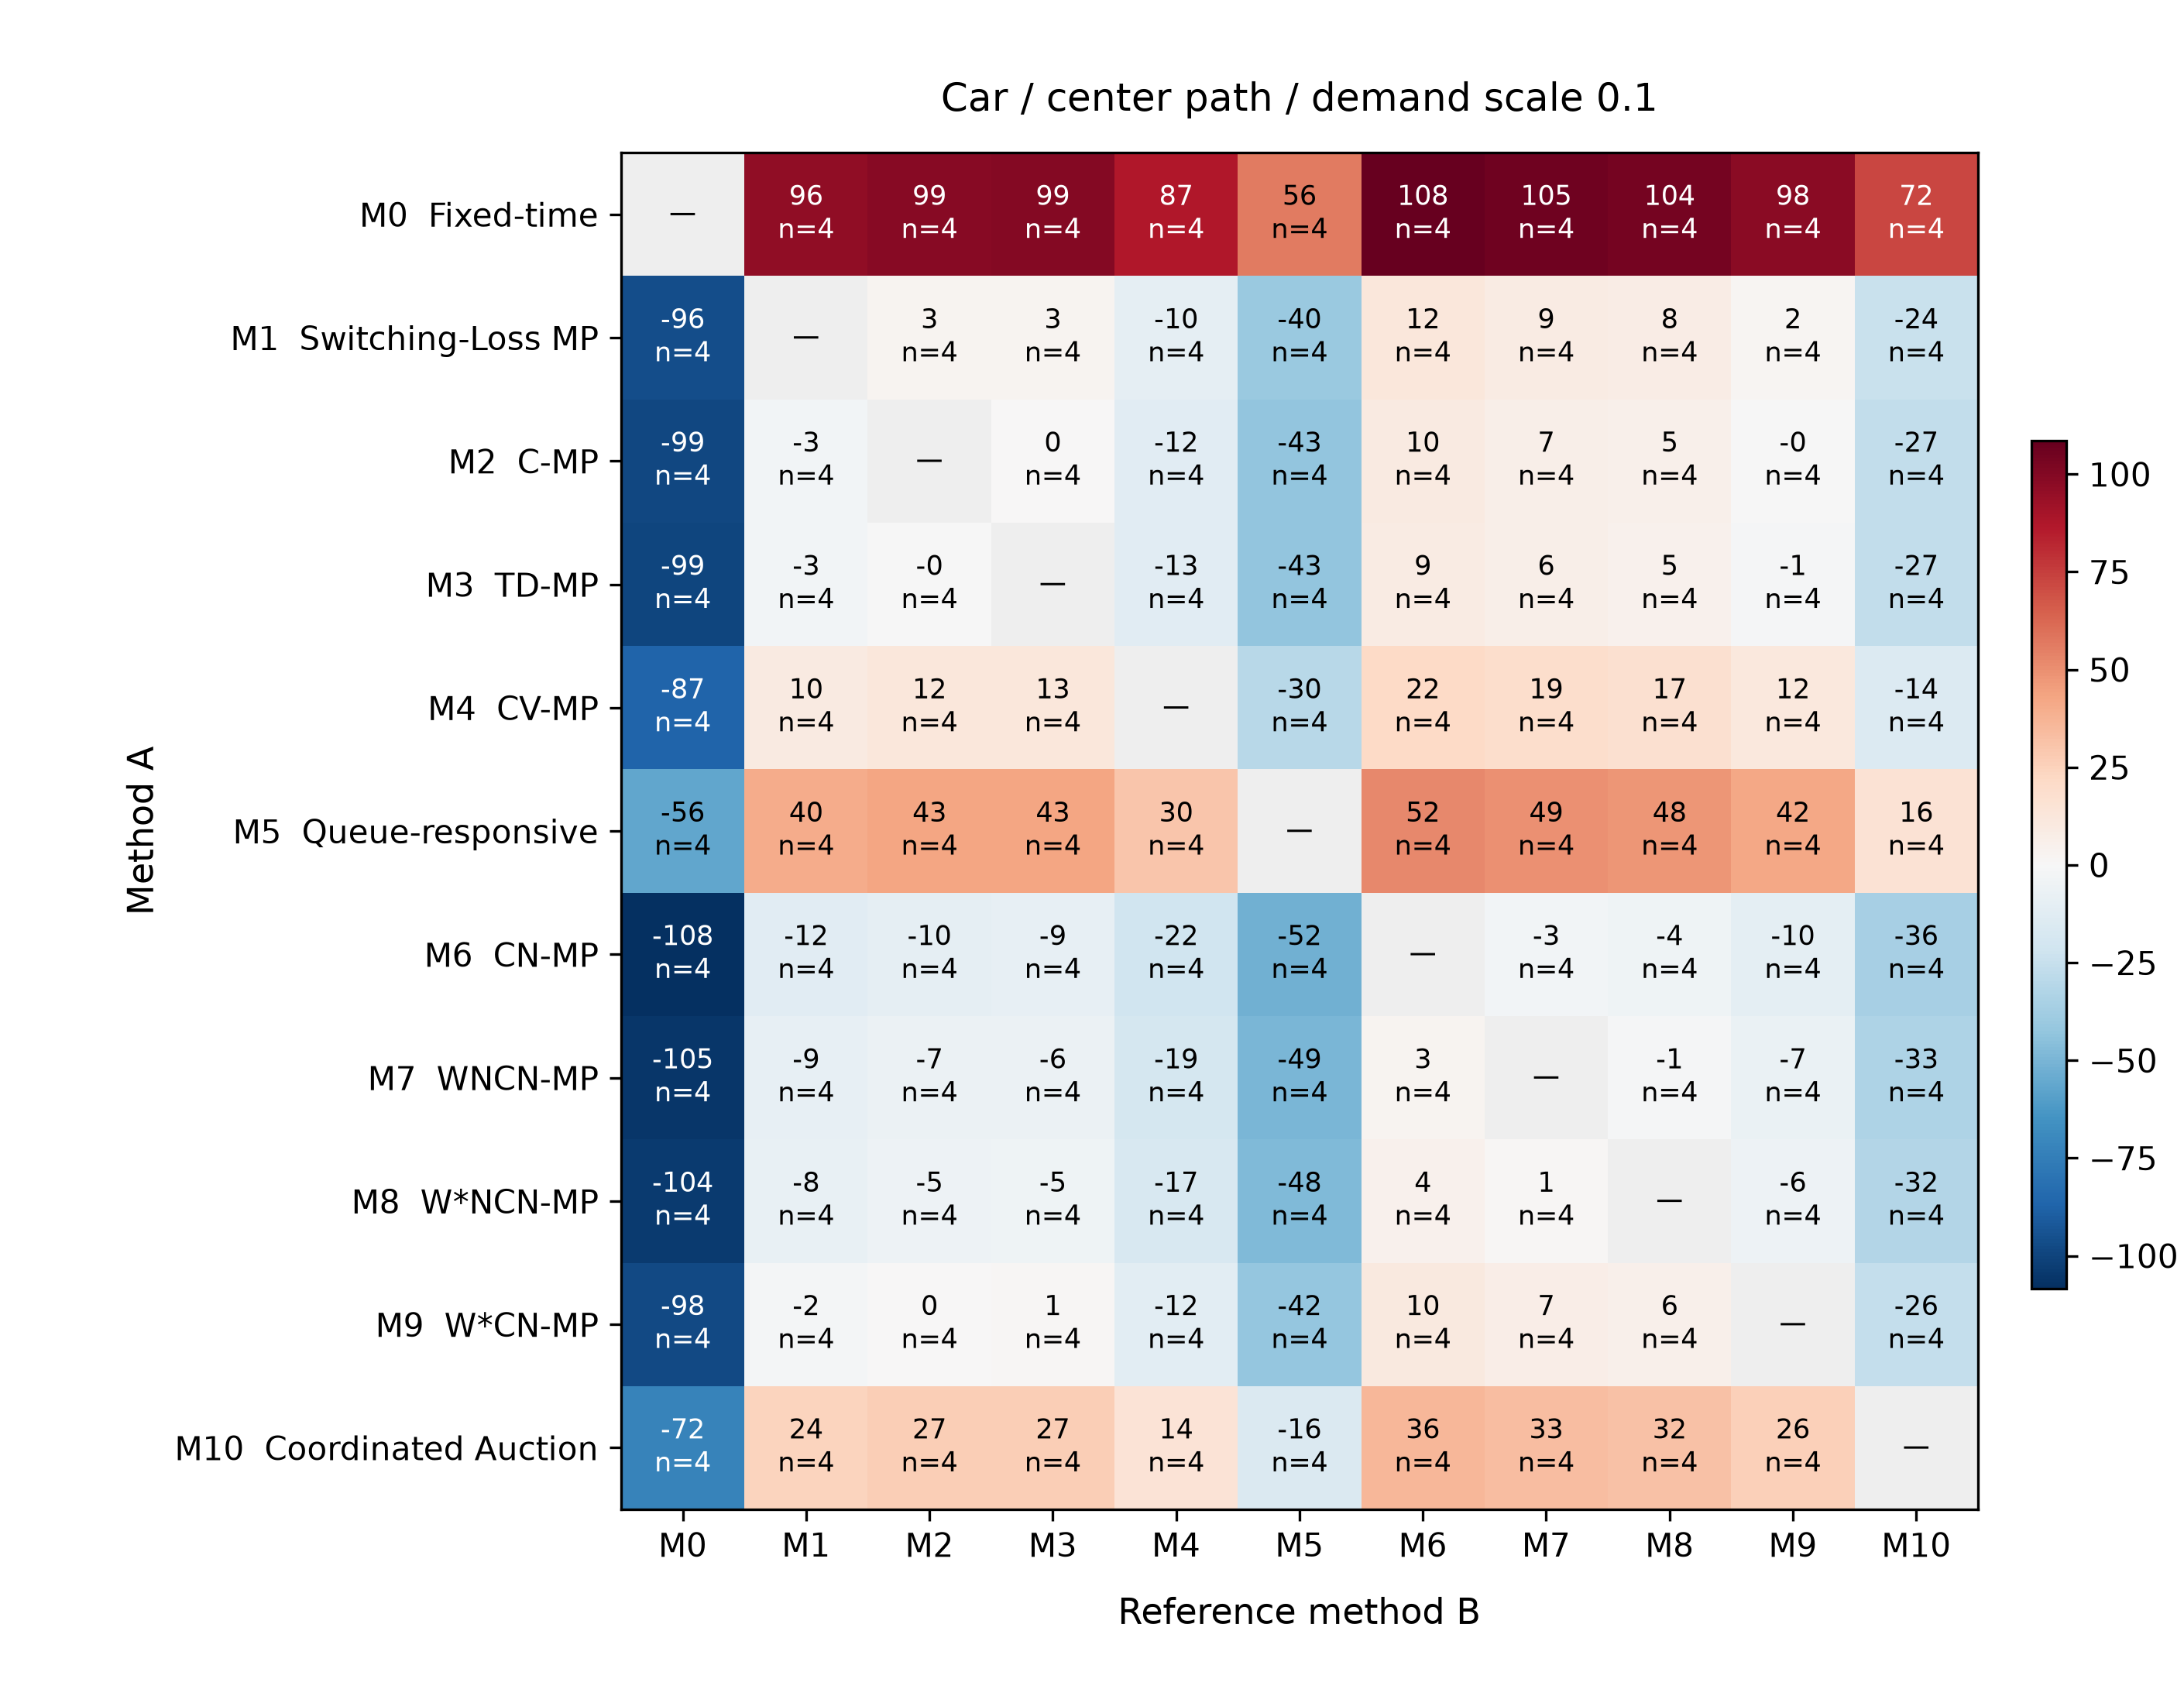 Car / center path / demand scale 0.1
M0 Fixed-time — 96 99 99 87 56 108 105 104 98 72
n=4 n=4 n=4 n=4 n=4 n=4 n=4 n=4 n=4 n=4
M1 Switching-Loss MP -96 — 3 3 -10 -40 12 9 8 2 -24
n=4 n=4 n=4 n=4 n=4 n=4 n=4 n=4 n=4 n=4
M2 C-MP -99 -3 — 0 -12 -43 10 7 5 -0 -27
n=4 n=4 n=4 n=4 n=4 n=4 n=4 n=4 n=4 n=4
M3 TD-MP -99 -3 -0 — -13 -43 9 6 5 -1 -27
n=4 n=4 n=4 n=4 n=4 n=4 n=4 n=4 n=4 n=4
M4 CV-MP -87 10 12 13 — -30 22 19 17 12 -14
n=4 n=4 n=4 n=4 n=4 n=4 n=4 n=4 n=4 n=4
M5 Queue-responsive -56 40 43 43 30 — 52 49 48 42 16
n=4 n=4 n=4 n=4 n=4 n=4 n=4 n=4 n=4 n=4
M6 CN-MP -108 -12 -10 -9 -22 -52 — -3 -4 -10 -36
n=4 n=4 n=4 n=4 n=4 n=4 n=4 n=4 n=4 n=4
M7 WNCN-MP -105 -9 -7 -6 -19 -49 3 — -1 -7 -33
n=4 n=4 n=4 n=4 n=4 n=4 n=4 n=4 n=4 n=4
M8 W*NCN-MP -104 -8 -5 -5 -17 -48 4 1 — -6 -32
n=4 n=4 n=4 n=4 n=4 n=4 n=4 n=4 n=4 n=4
M9 W*CN-MP -98 -2 0 1 -12 -42 10 7 6 — -26
n=4 n=4 n=4 n=4 n=4 n=4 n=4 n=4 n=4 n=4
M10 Coordinated Auction -72 24 27 27 14 -16 36 33 32 26 —
n=4 n=4 n=4 n=4 n=4 n=4 n=4 n=4 n=4 n=4
M0 M1 M2 M3 M4 M5 M6 M7 M8 M9 M10
Reference method B
Method A
100
75
50
25
0
−25
−50
−75
−100